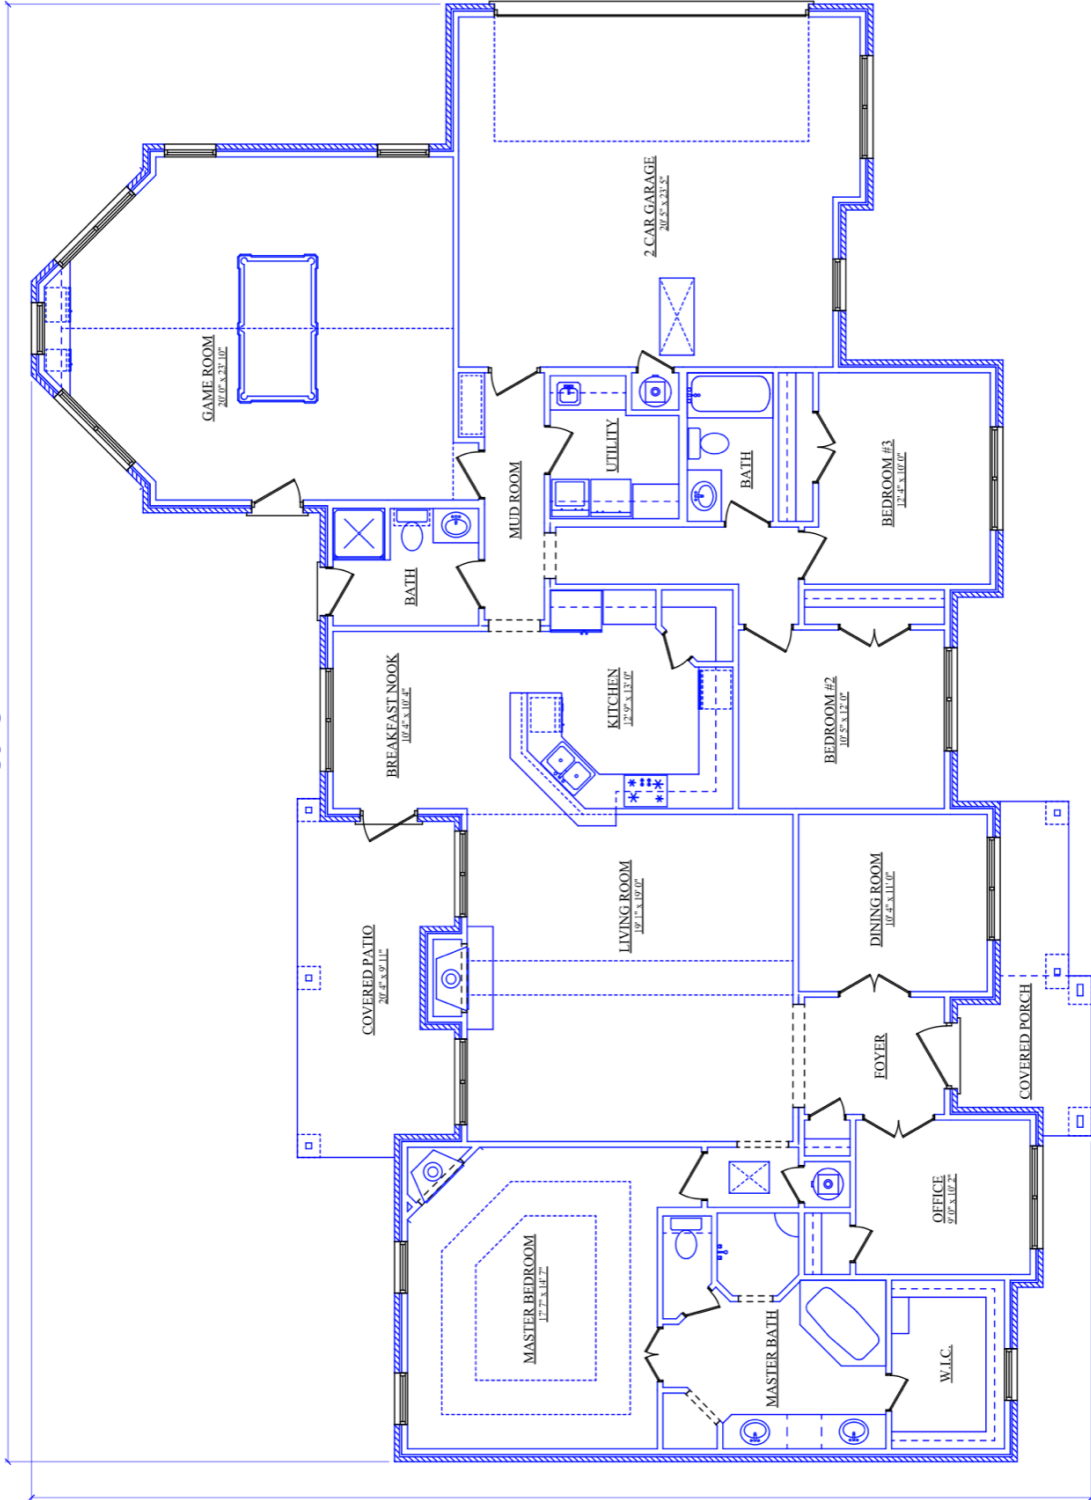 GAME ROOM
20' 0" x 23' 10"
2 CAR GARAGE
20' 5" x 23' 5"
MUD ROOM
UTILITY
BATH
BEDROOM #3
12' 4" x 10' 0"
BATH
BREAKFAST NOOK
10' 4" x 10' 4"
KITCHEN
12' 9" x 13' 0"
BEDROOM #2
10' 5" x 12' 0"
COVERED PATIO
20' 4" x 9' 11"
LIVING ROOM
19' 1" x 19' 0"
DINING ROOM
10' 4" x 11' 0"
FOYER
COVERED PORCH
MASTER BEDROOM
17' 7" x 14' 7"
OFFICE
9' 0" x 10' 2"
MASTER BATH
W.I.C.